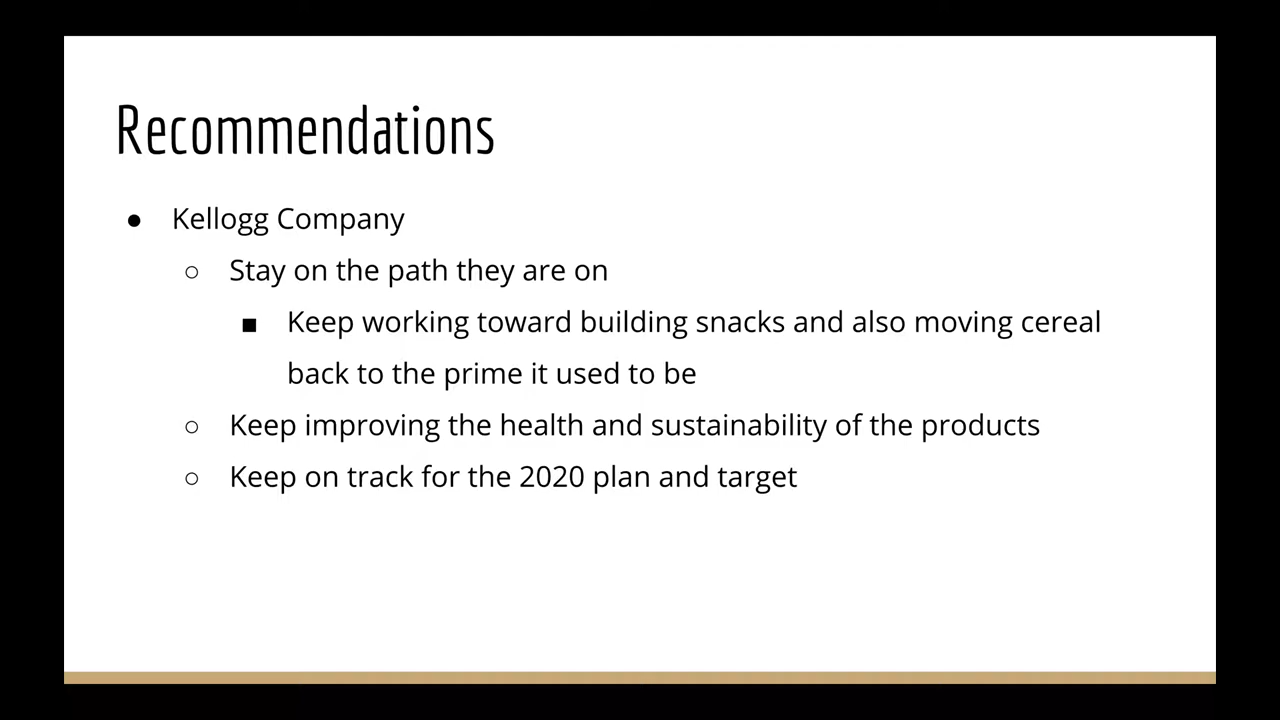 Recommendations
● Kellogg Company
○ Stay on the path they are on
■ Keep working toward building snacks and also moving cereal
back to the prime it used to be
○ Keep improving the health and sustainability of the products
○ Keep on track for the 2020 plan and target